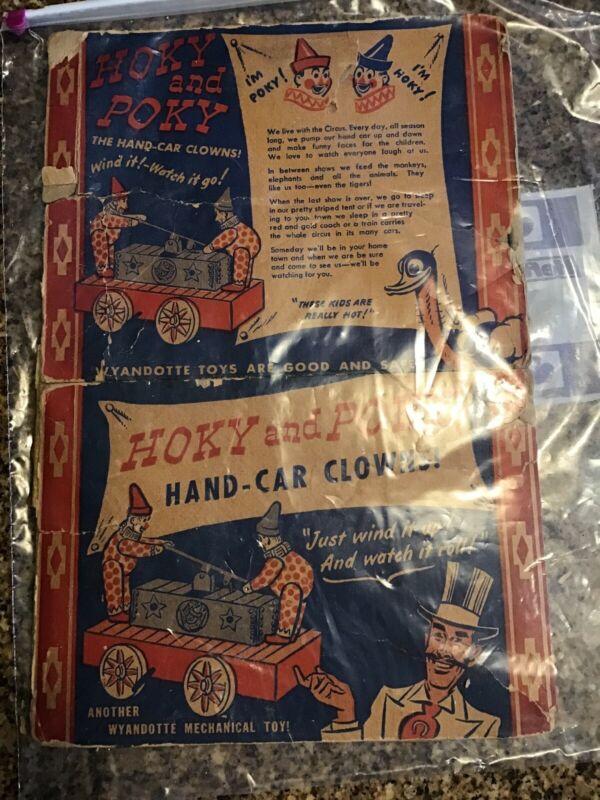 HOKY
and
POKY
THE HAND-CAR CLOWNS!
Wind it!-Watch it go!
I'M
POKY!
I'M
HOKY!
We live with the Circus. Every day, all season
long, we pump our hand car up and down
and make funny faces for the children.
We love to watch everyone laugh at us.
In between shows we feed the monkeys,
elephants and all the animals. They
like us too—even the tigers!
When the last show is over, we go to sleep
in our pretty striped tent or if we are travel-
ing to you town we sleep in a pretty
red and gold coach or a train carries
the whole circus in its many cars.
Someday we'll be in your home
town and when we are be sure
and come to see us—we'll be
watching for you.
"THESE KIDS ARE
REALLY HOT!"
WYANDOTTE TOYS ARE GOOD AND
HOKY and
HAND-CAR CLOWNS!
"Just wind it up
And watch it roll!"
ANOTHER
WYANDOTTE MECHANICAL TOY!